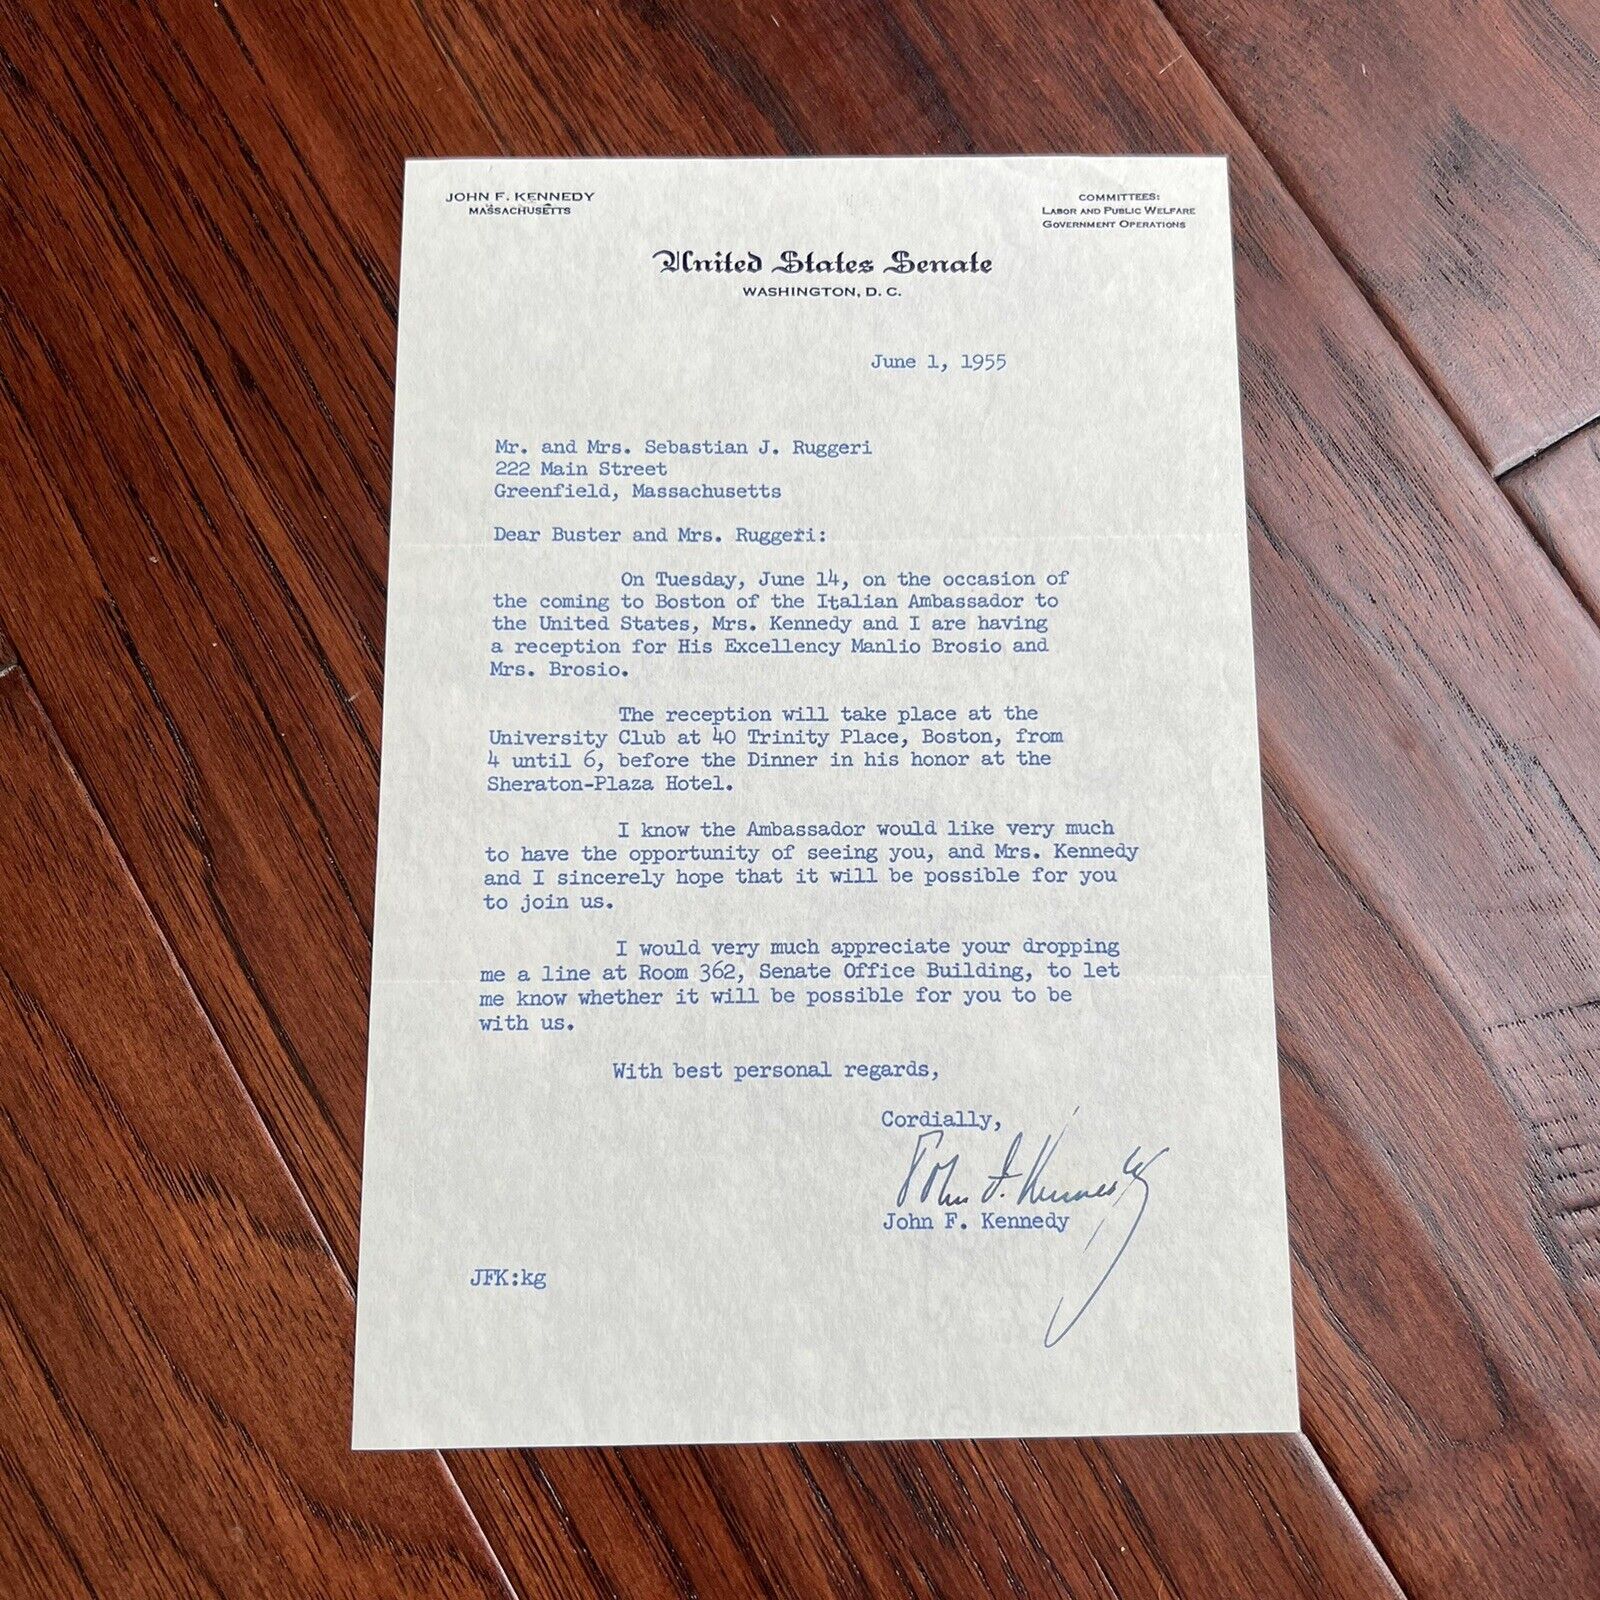 JOHN F. KENNEDY
MASSACHUSETTS
COMMITTEES:
LABOR AND PUBLIC WELFARE
GOVERNMENT OPERATIONS
United States Senate
WASHINGTON, D. C.
June 1, 1955
Mr. and Mrs. Sebastian J. Ruggeri
222 Main Street
Greenfield, Massachusetts
Dear Buster and Mrs. Ruggeri:
On Tuesday, June 14, on the occasion of
the coming to Boston of the Italian Ambassador to
the United States, Mrs. Kennedy and I are having
a reception for His Excellency Manlio Brosio and
Mrs. Brosio.
The reception will take place at the
University Club at 40 Trinity Place, Boston, from
4 until 6, before the Dinner in his honor at the
Sheraton-Plaza Hotel.
I know the Ambassador would like very much
to have the opportunity of seeing you, and Mrs. Kennedy
and I sincerely hope that it will be possible for you
to join us.
I would very much appreciate your dropping
me a line at Room 362, Senate Office Building, to let
me know whether it will be possible for you to be
with us.
With best personal regards,
Cordially,
John F. Kennedy
John F. Kennedy
JFK:kg